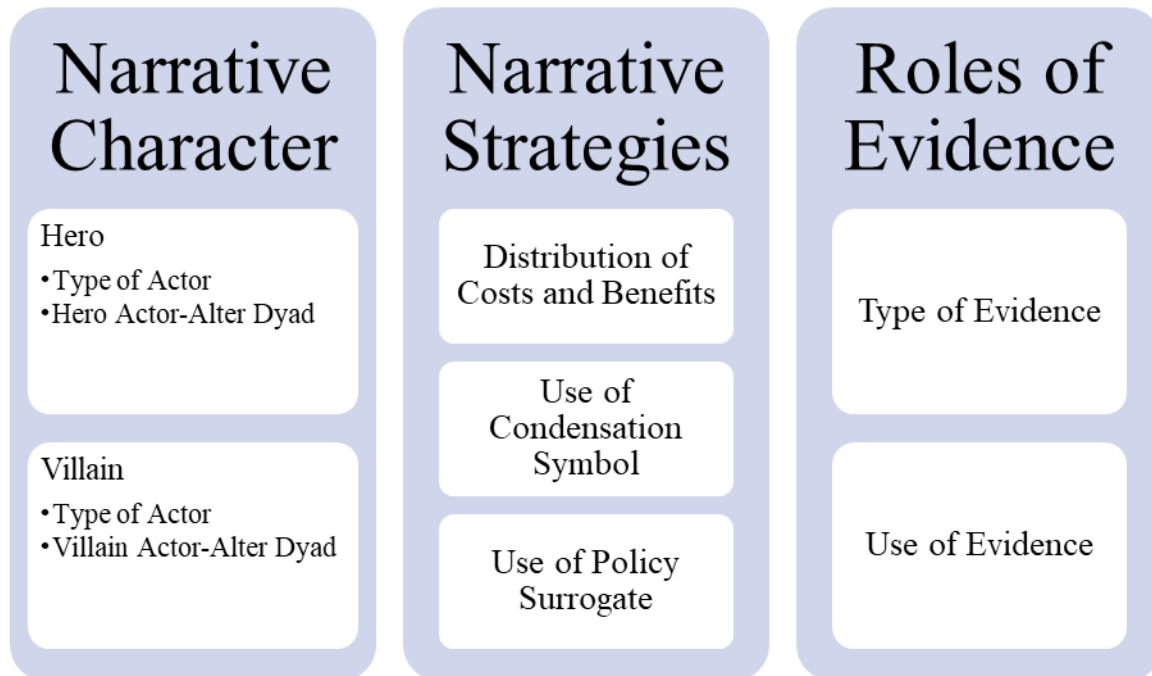 Narrative
Character
Hero
•Type of Actor
•Hero Actor-Alter Dyad
Villain
•Type of Actor
•Villain Actor-Alter Dyad
Narrative
Strategies
Distribution of
Costs and Benefits
Use of
Condensation
Symbol
Use of Policy
Surrogate
Roles of
Evidence
Type of Evidence
Use of Evidence